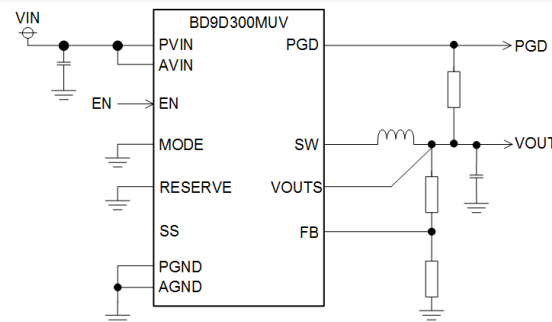 VIN
BD9D300MUV
PVIN PGD PGD
AVIN
EN EN
MODE SW VOUT
RESERVE VOUTS
SS FB
PGND
AGND